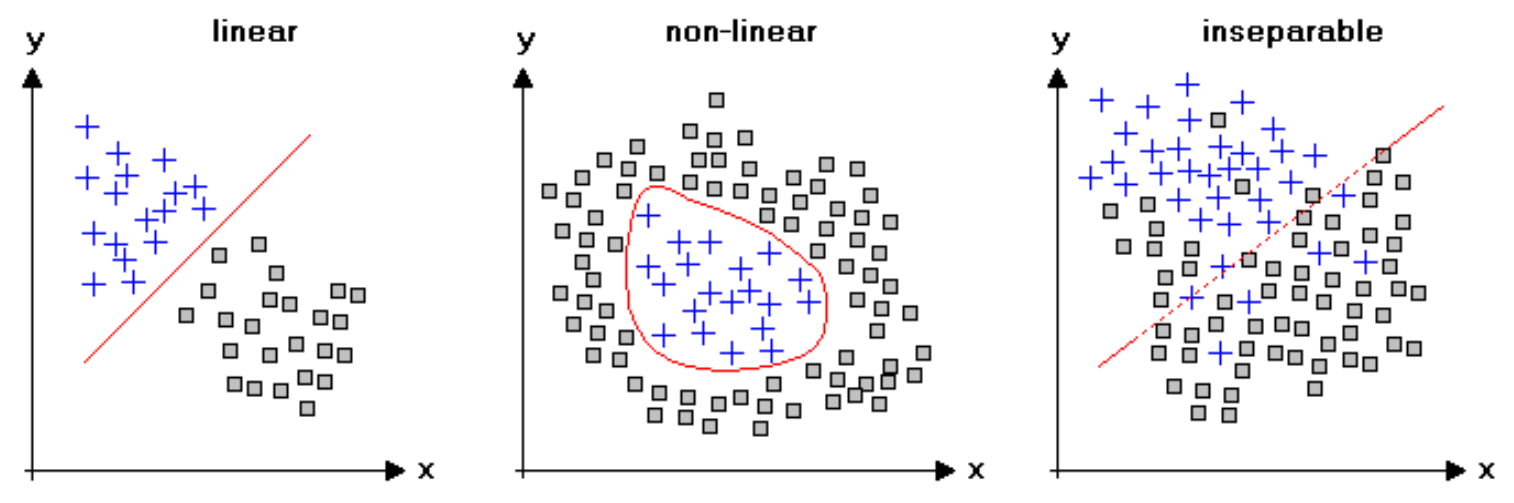 linear
y
x
non-linear
y
x
inseparable
y
x